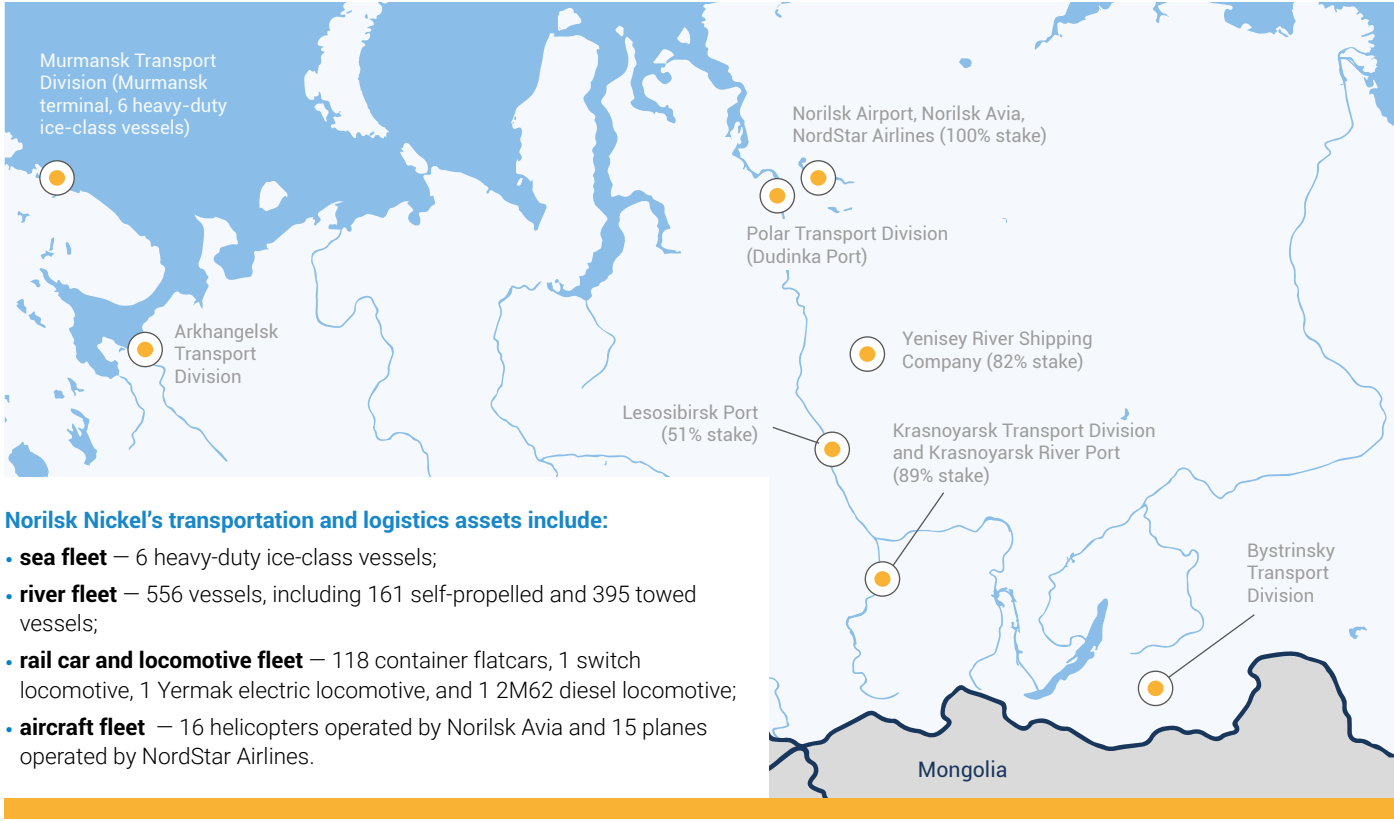 Murmansk Transport
Division (Murmansk
terminal, 6 heavy-duty
ice-class vessels)
Norilsk Airport, Norilsk Avia,
NordStar Airlines (100% stake)
Polar Transport Division
(Dudinka Port)
Arkhangelsk
Transport
Division
Yenisey River Shipping
Company (82% stake)
Lesosibirsk Port
(51% stake)
Krasnoyarsk Transport Division
and Krasnoyarsk River Port
(89% stake)
Bystrinsky
Transport
Division
Mongolia
Norilsk Nickel’s transportation and logistics assets include:
• sea fleet — 6 heavy-duty ice-class vessels;
• river fleet — 556 vessels, including 161 self-propelled and 395 towed
vessels;
• rail car and locomotive fleet — 118 container flatcars, 1 switch
locomotive, 1 Yermak electric locomotive, and 1 2M62 diesel locomotive;
• aircraft fleet — 16 helicopters operated by Norilsk Avia and 15 planes
operated by NordStar Airlines.